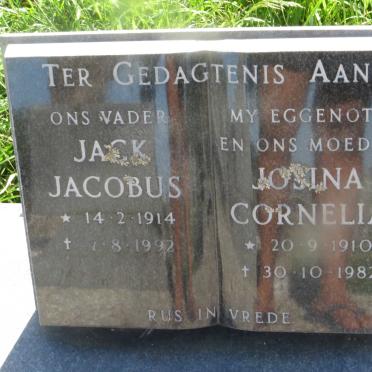 TER GEDAGTENIS AAN
ONS VADER
JACK
JACOBUS
★ 14·2·1914
✝ 7·8·1992
MY EGGENOT
EN ONS MOED
JOSINA
CORNELIA
★ 20·9·1910
✝ 30·10·1982
RUS IN VREDE